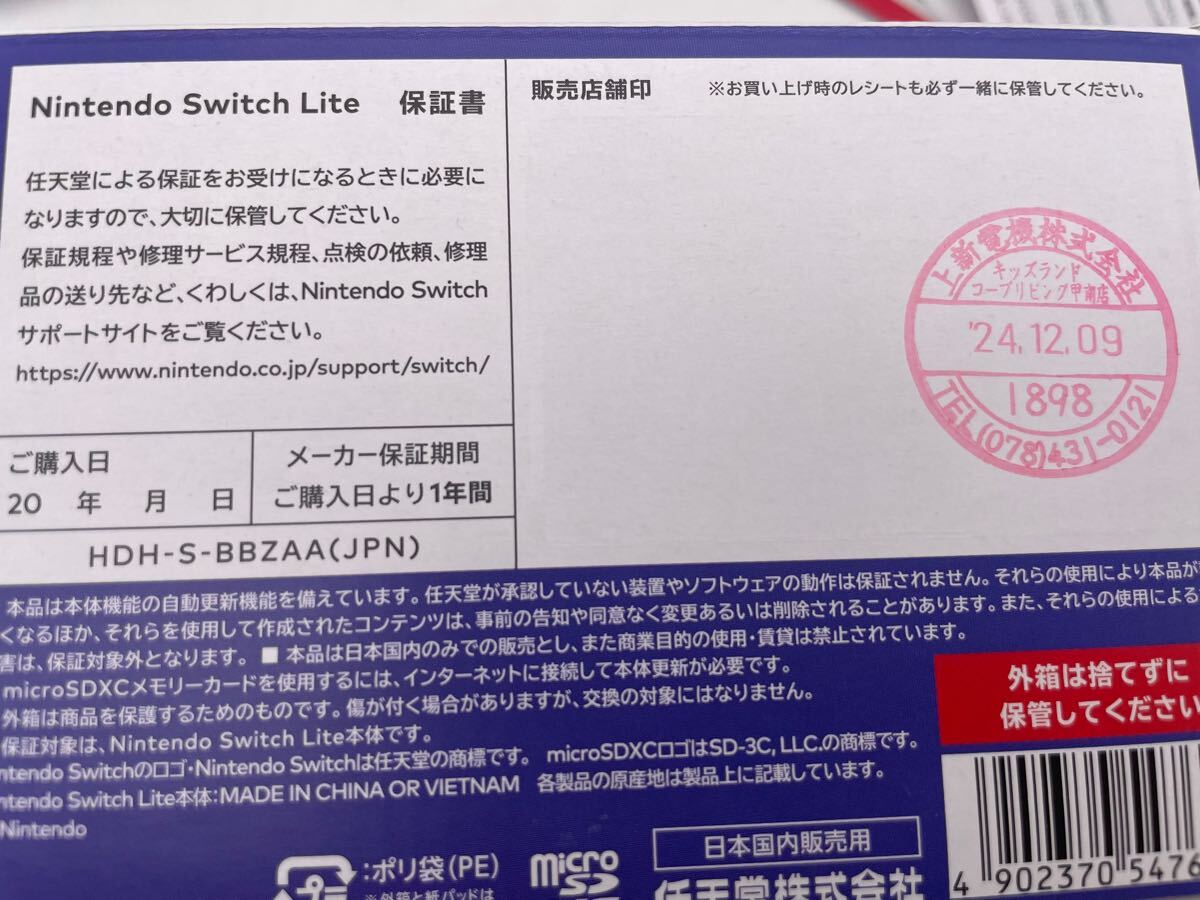 Nintendo Switch Lite 保証書
任天堂による保証をお受けになるときに必要に
なりますので、大切に保管してください。
保証規程や修理サービス規程、点検の依頼、修理
品の送り先など、くわしくは、Nintendo Switch
サポートサイトをご覧ください。
https://www.nintendo.co.jp/support/switch/
ご購入日
20 年 月 日
メーカー保証期間
ご購入日より1年間
HDH-S-BBZAA(JPN)
販売店舗印
※お買い上げ時のレシートも必ず一緒に保管してください。
上新電機株式会社
キッズランド
コープリビング甲南店
'24.12.09
1898
TEL(078)431-0121
本品は本体機能の自動更新機能を備えています。任天堂が承認していない装置やソフトウェアの動作は保証されません。それらの使用により本品が
くなるほか、それらを使用して作成されたコンテンツは、事前の告知や同意なく変更あるいは削除されることがあります。また、それらの使用による
害は、保証対象外となります。 ■ 本品は日本国内のみでの販売とし、また商業目的の使用・賃貸は禁止されています。
microSDXCメモリーカードを使用するには、インターネットに接続して本体更新が必要です。
外箱は商品を保護するためのものです。傷が付く場合がありますが、交換の対象にはなりません。
保証対象は、Nintendo Switch Lite本体です。
ntendo Switchのロゴ・Nintendo Switchは任天堂の商標です。 microSDXCロゴはSD-3C, LLC.の商標です。
ntendo Switch Lite本体:MADE IN CHINA OR VIETNAM 各製品の原産地は製品上に記載しています。
Nintendo
外箱は捨てずに
保管してください
:ポリ袋(PE)
※外箱と紙パッドは
micro
日本国内販売用
任天堂株式会社
4 902370 5476